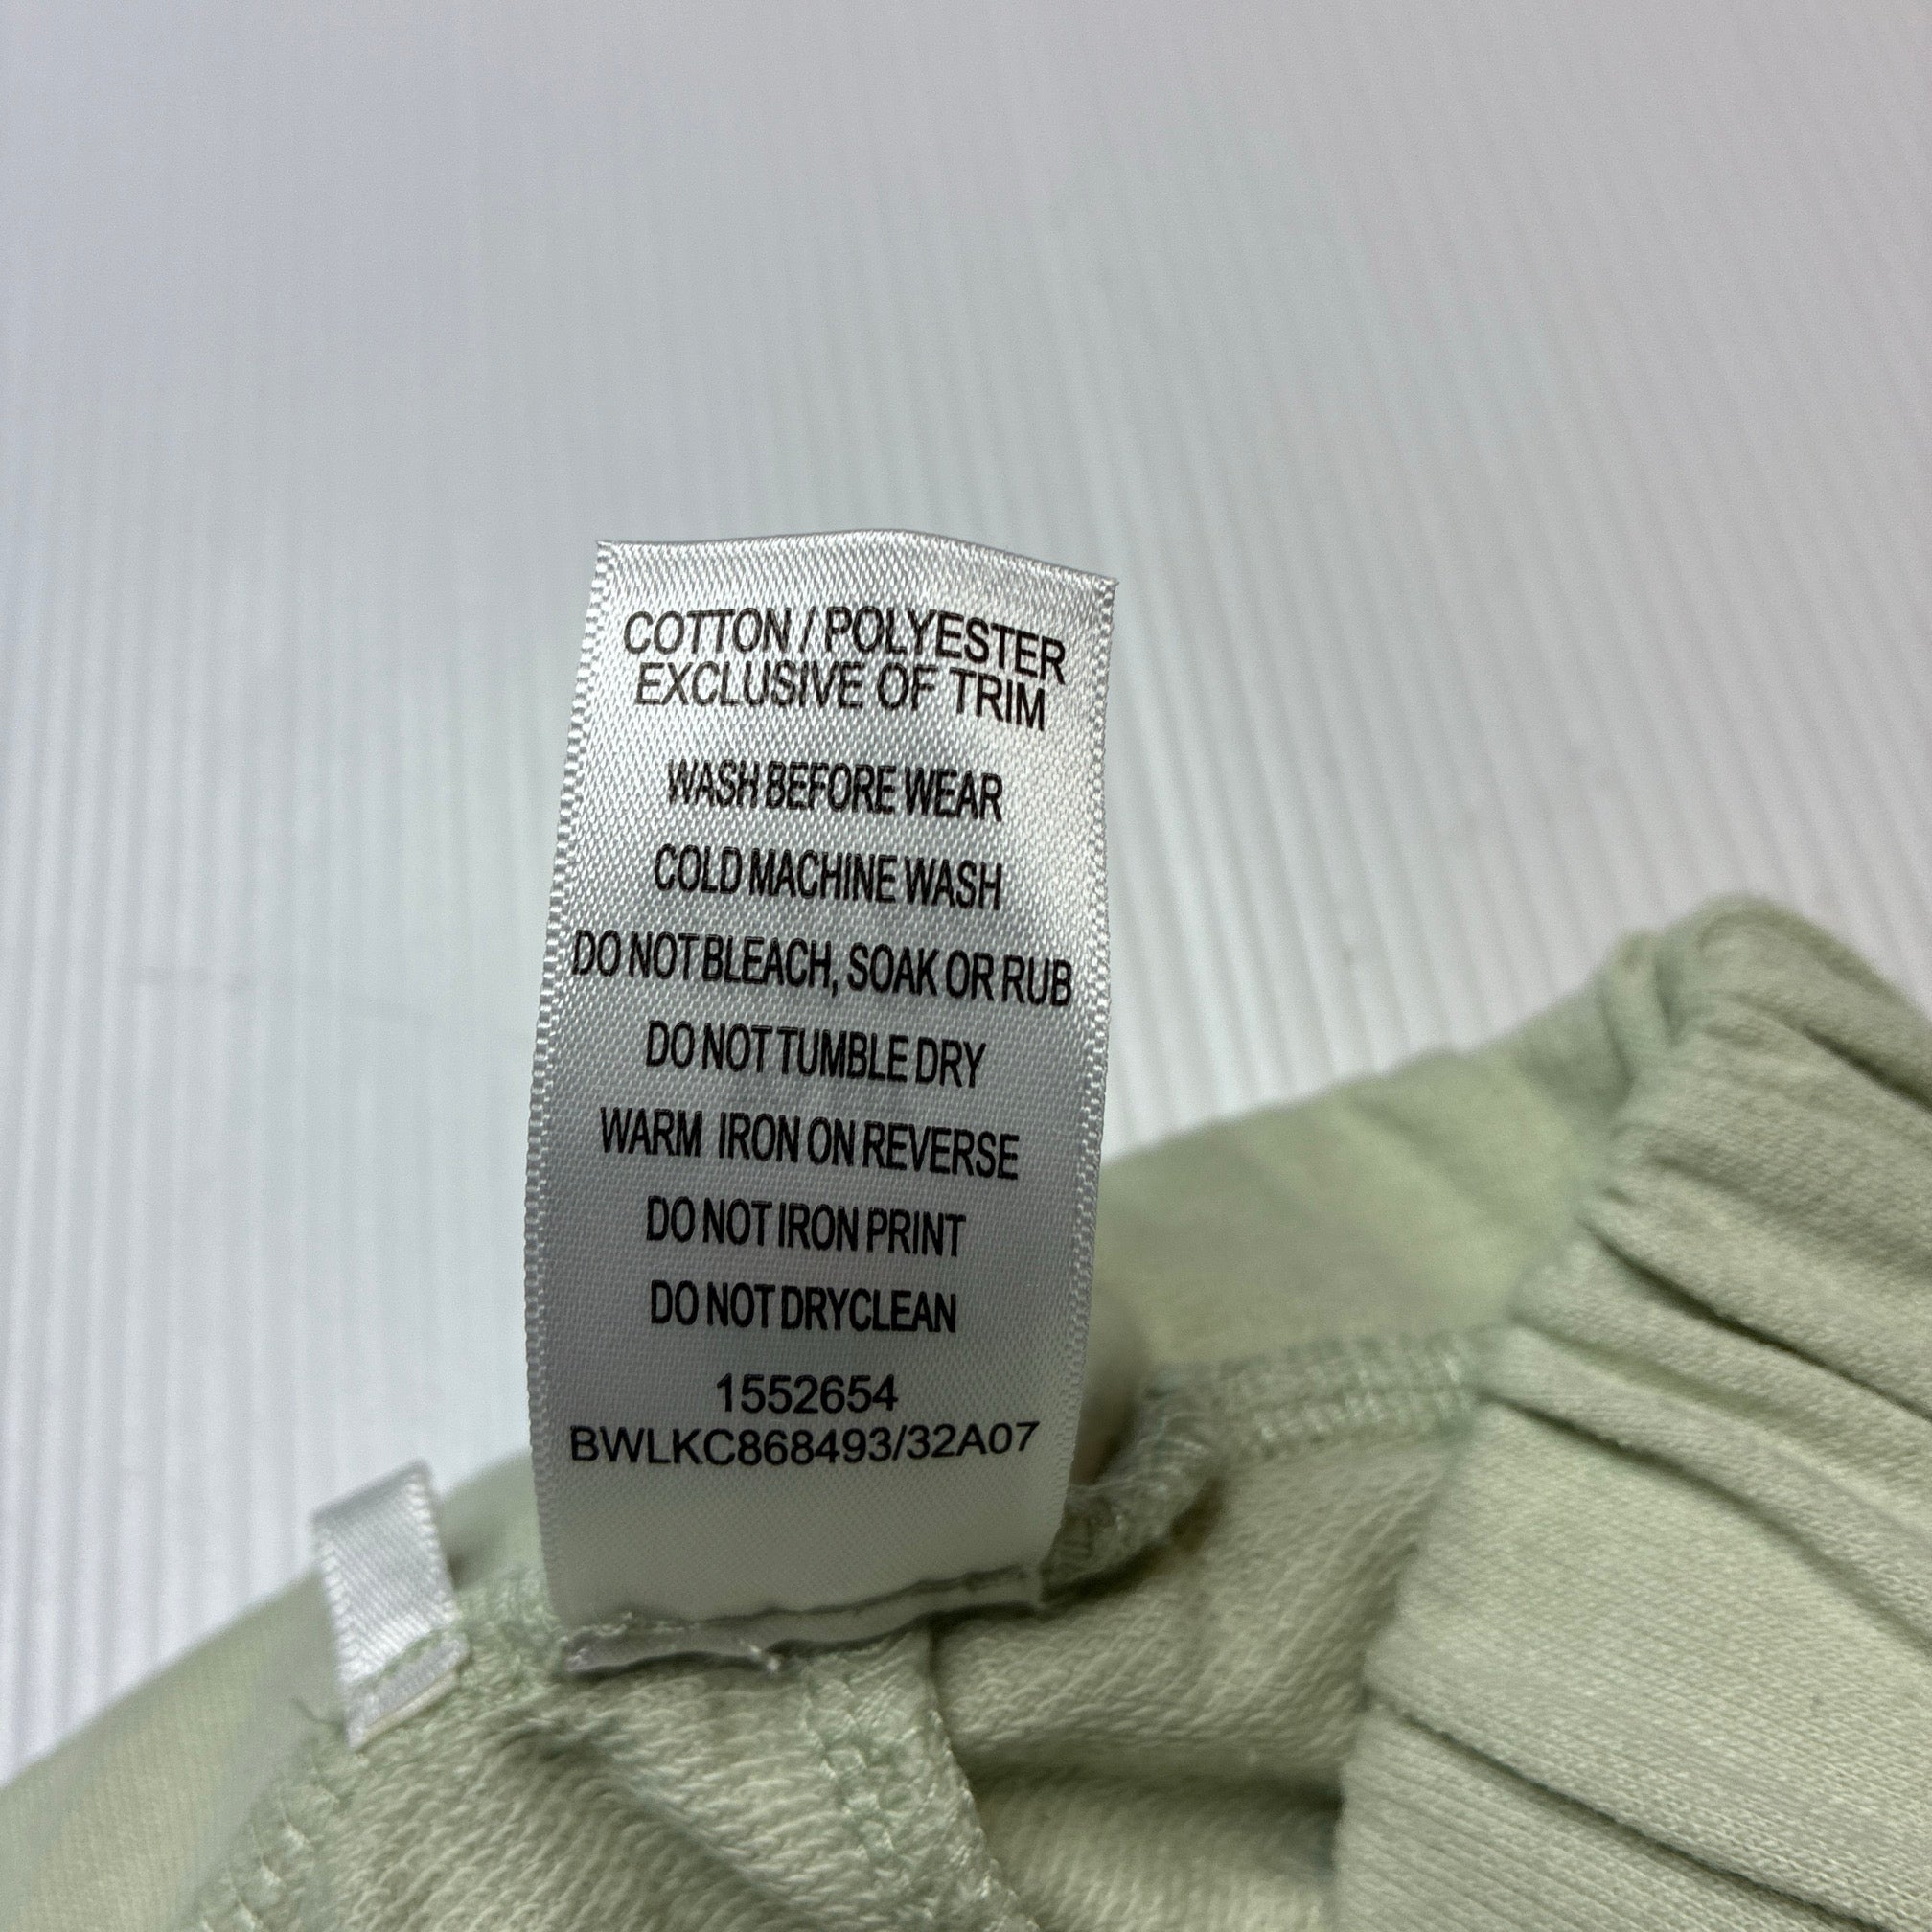 COTTON / POLYESTER
EXCLUSIVE OF TRIM
WASH BEFORE WEAR
COLD MACHINE WASH
DO NOT BLEACH, SOAK OR RUB
DO NOT TUMBLE DRY
WARM IRON ON REVERSE
DO NOT IRON PRINT
DO NOT DRYCLEAN
1552654
BWLKC868493/32A07